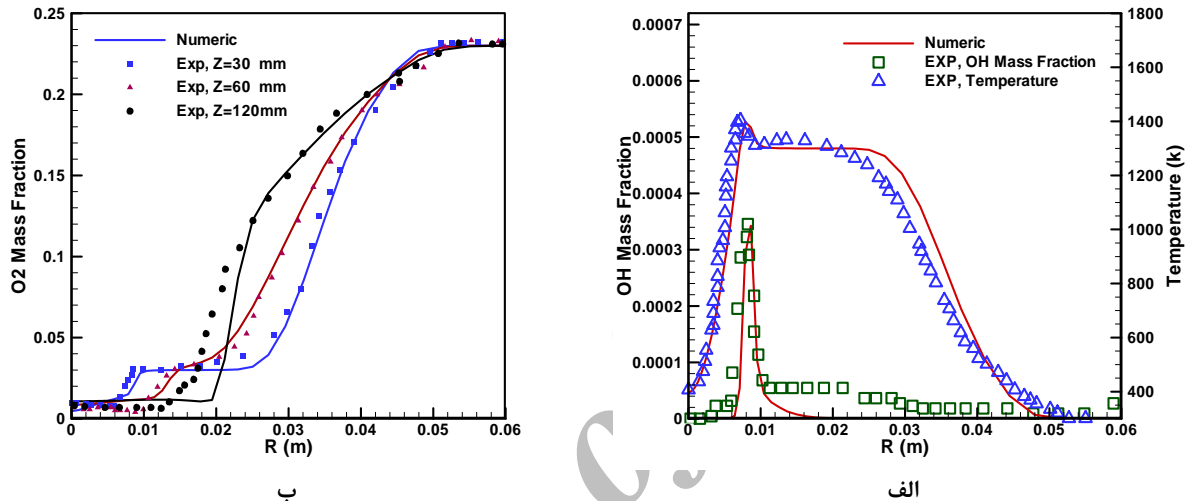 0.25
0.2
0.15
0.1
0.05
0
0
0.01
0.02
0.03
0.04
0.05
0.06
O2 Mass Fraction
R (m)
Numeric
Exp, Z=30 mm
Exp, Z=60 mm
Exp, Z=120mm
ب
0.0007
0.0006
0.0005
0.0004
0.0003
0.0002
0.0001
0
0
0.01
0.02
0.03
0.04
0.05
0.06
OH Mass Fraction
R (m)
Numeric
EXP, OH Mass Fraction
EXP, Temperature
1800
1600
1400
1200
1000
800
600
400
Temperature (k)
الف